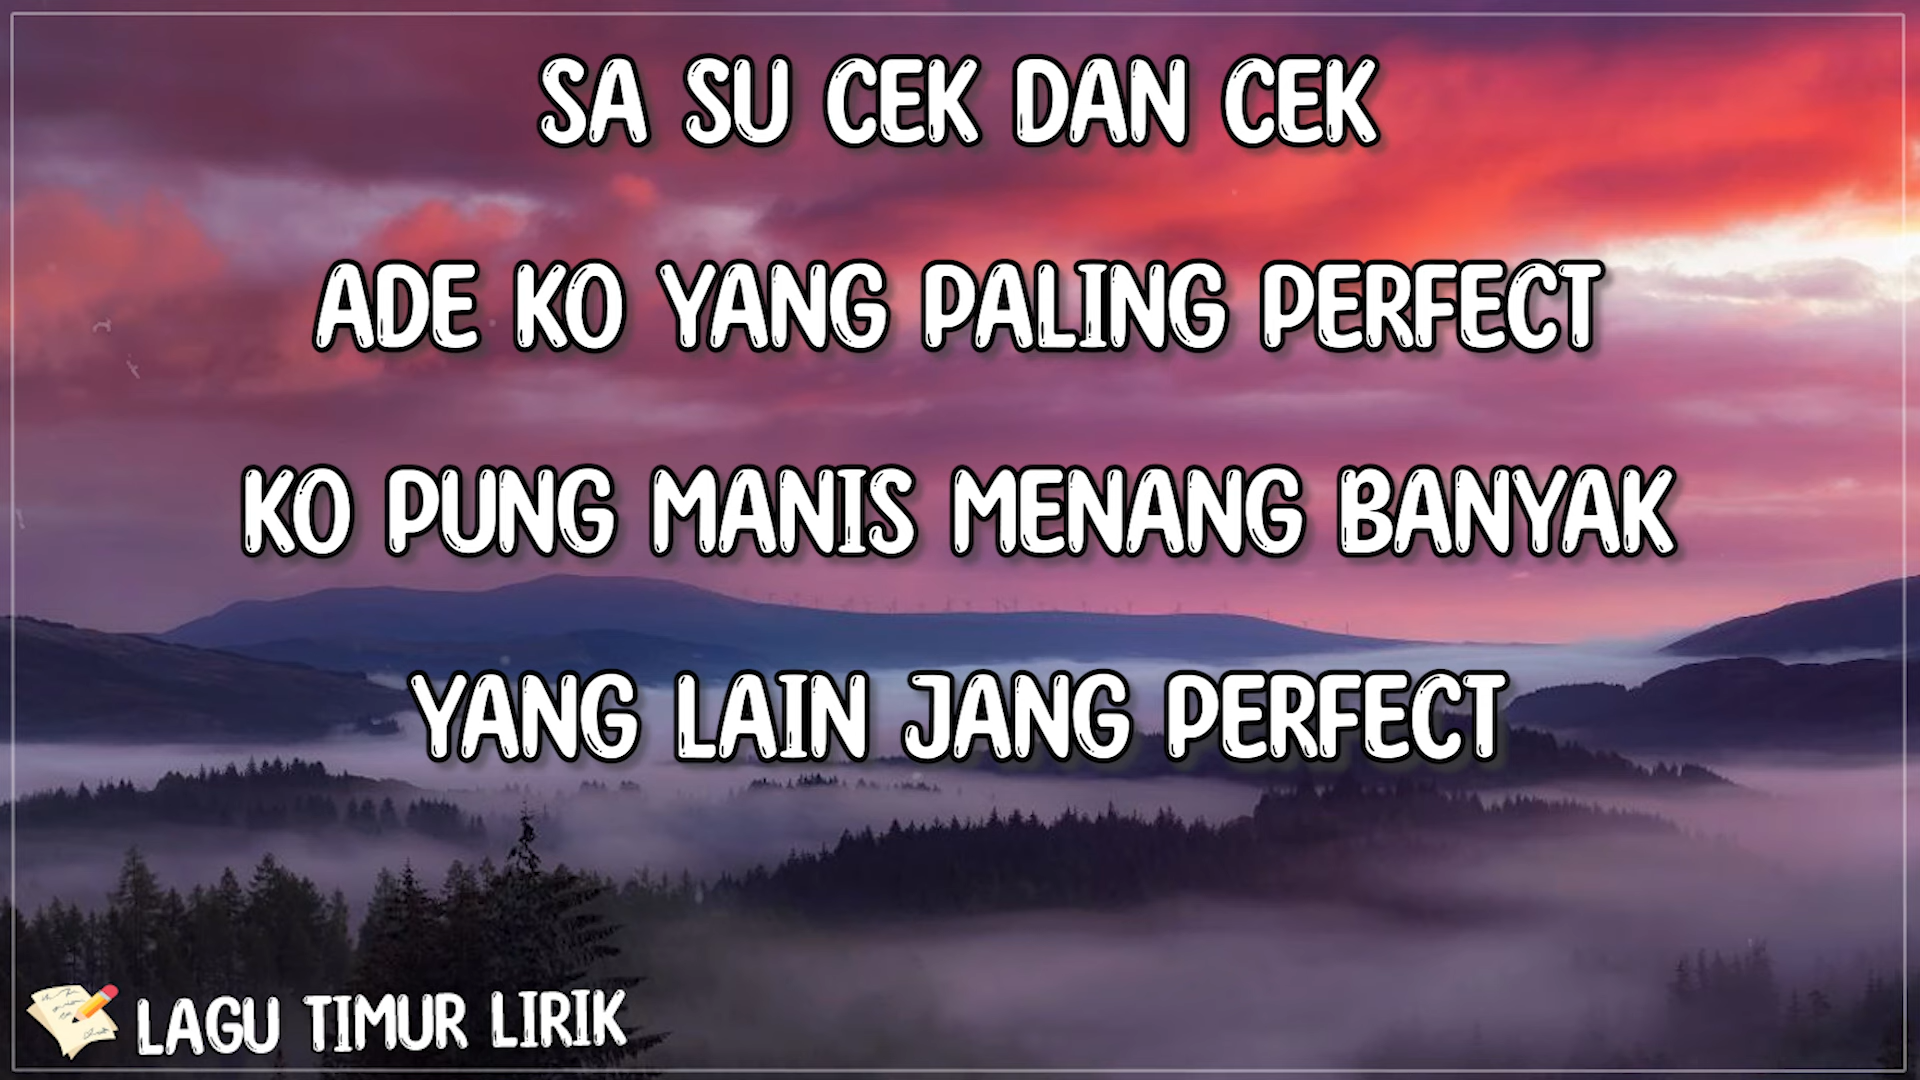 SA SU CEK DAN CEK
ADE KO YANG PALING PERFECT
KO PUNG MANIS MENANG BANYAK
YANG LAIN JANG PERFECT
LAGU TIMUR LIRIK